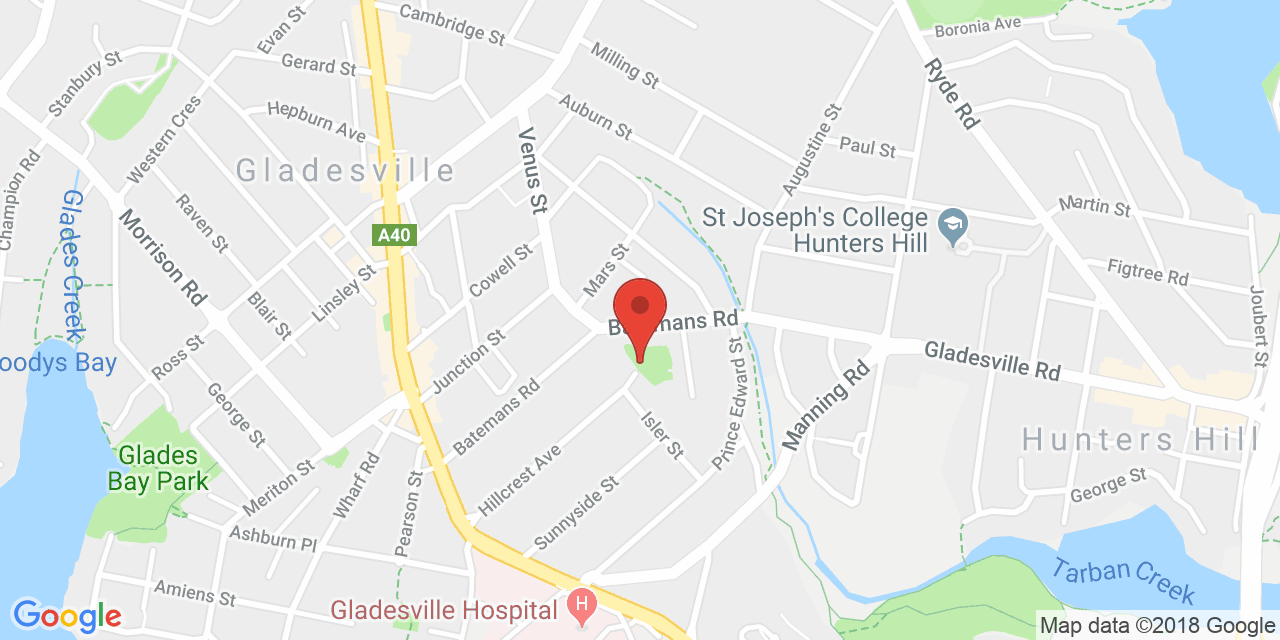 Cambridge St
Evan St
Boronia Ave
Gerard St
Milling St
Stanbury St
Ryde Rd
Western Cres
Auburn St
Hepburn Ave
Augustine St
Paul St
Venus St
Gladesville
Champion Rd
Glades Creek
Raven St
Morrison Rd
A40
St Joseph's College
Hunters Hill
Martin St
Mars St
Cowell St
Figtree Rd
Linsley St
Blair St
Joubert St
Batemans Rd
Prince Edward St
Ross St
oodys Bay
Junction St
Gladesville Rd
Manning Rd
George St
Batemans Rd
Isler St
Hunters Hill
Glades
Bay Park
Meriton St
Wharf Rd
Pearson St
Hillcrest Ave
Sunnyside St
George St
Ashburn Pl
Amiens St
Tarban Creek
Gladesville Hospital
H
Google
Map data ©2018 Google